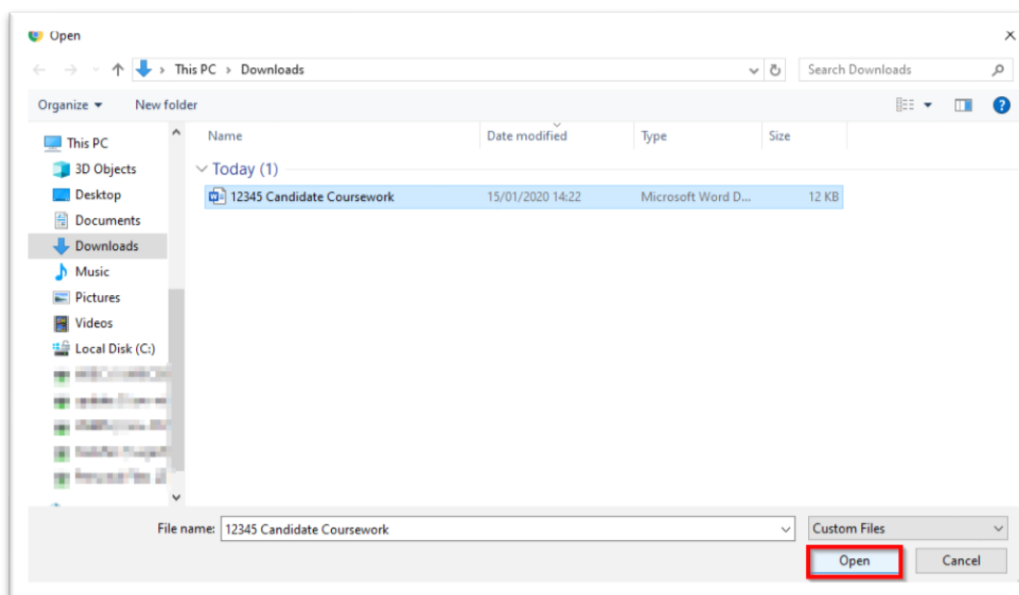 Open
This PC > Downloads
Search Downloads
Organize
New folder
Name Date modified Type Size
Today (1)
12345 Candidate Coursework 15/01/2020 14:22 Microsoft Word D... 12 KB
This PC
3D Objects
Desktop
Documents
Downloads
Music
Pictures
Videos
Local Disk (C:)
File name: 12345 Candidate Coursework
Custom Files
Open
Cancel